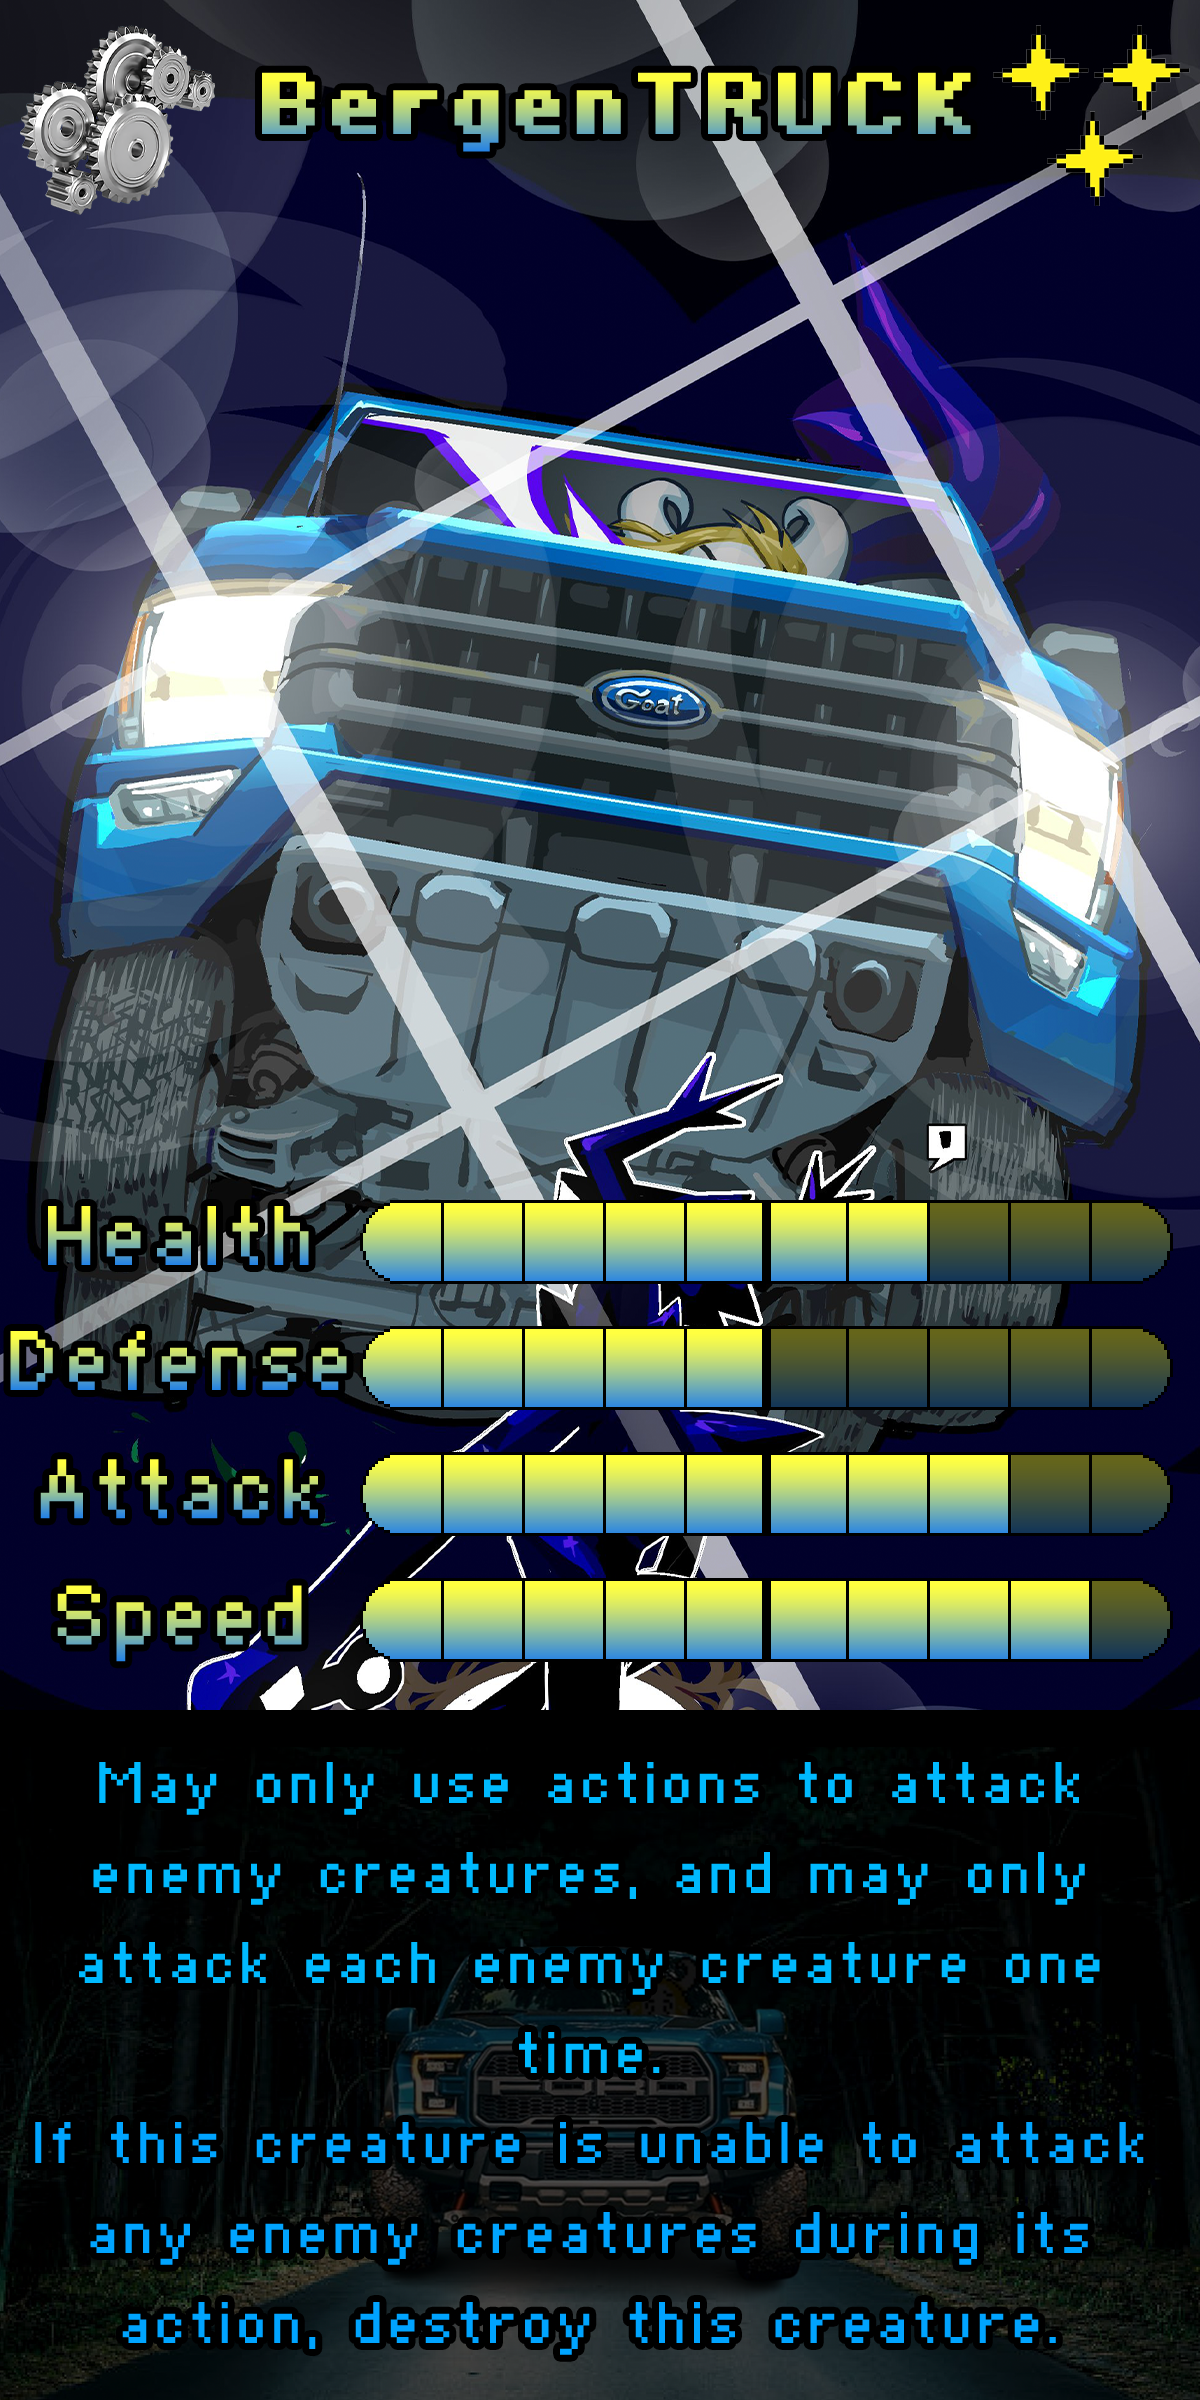 BergenTRUCK
Goat
Health
Defense
Attack
Speed
May only use actions to attack
enemy creatures, and may only
attack each enemy creature one
time.
If this creature is unable to attack
any enemy creatures during its
action, destroy this creature.
FORD